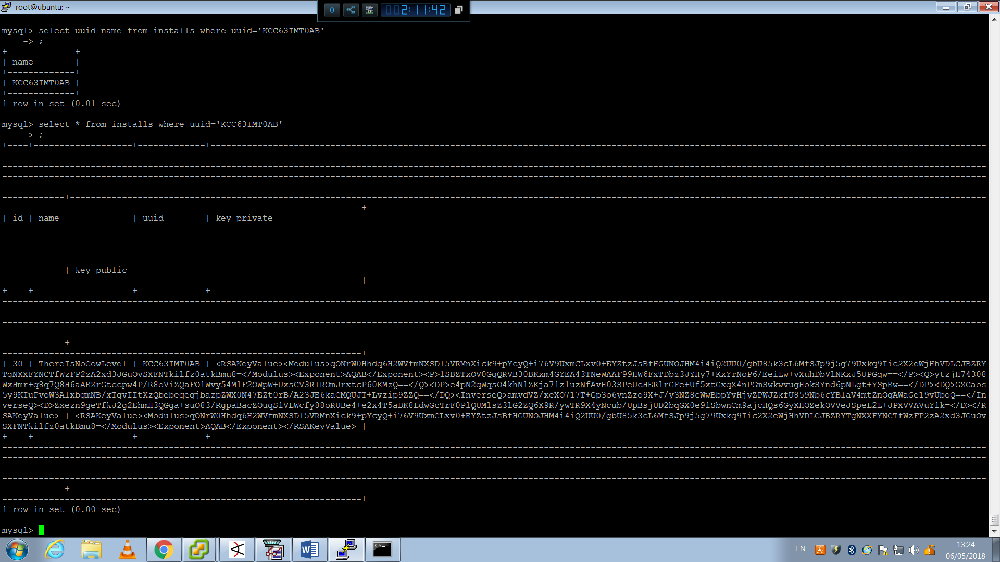 root@ubuntu: ~
0
002:11:42
mysql> select uuid name from installs where uuid='KCC63IMT0AB'
-> ;
+-------------+
| name |
+-------------+
| KCC63IMT0AB |
+-------------+
1 row in set (0.01 sec)
mysql> select * from installs where uuid='KCC63IMT0AB'
-> ;
| id | name | uuid | key_private
| key_public
|
| 30 | ThereIsNoCowLevel | KCC63IMT0AB | <RSAKeyValue><Modulus>qONrW0Hhdq6H2WVfmNXSDl5VRMnXick9+pYcyQ+i76V9UxmCLxv0+EYZtzJsBfHGUNOJHM4i4iQ2UU0/gbU85k3cL6MfSJp9j5g79Uxkq9Iic2X2eWjHhVDLCJBZRY
TgNXXFYNCTfWzFP2zA2xd3JGuOvSXFNTkilfz0atkBmu8=</Modulus><Exponent>AQAB</Exponent><P>1SBZTxOV0GqQRVB30BKxm4GYEA43TNeWAAF99HW6FxTDbz3JYHy7+KxYrNoP6/EeiLw+vXuhDbVlNKxJ5UPGqw==</P><Q>ytzjH74308
WxHmr+q8q7Q8H6aAEZrGtccpw4P/R8oViZQaFO1Wvy54MlF2OWpW+UxsCV3RIROmJrxtcP60KMzQ==</Q><DP>e4pN2qWqsO4khNlZKja71z1uzNfAvH03SPeUcHERlrGFe+Uf5xtGxqX4nPGmSwkwvugHokSYnd6pNLgt+YSpEw==</DP><DQ>GZCaos
5y9KIuPvoW3AlxbgmNB/xTgvIItXzQbebeqeqjbazpZWX0N47EZt0rB/A23JE6kaCMQUJT+Lvzip9ZZQ==</DQ><InverseQ>amvdVZ/xeXO717T+Gp3o6ynZzo9X+J/y3NZ8cWwBbpYvHjyZPWJZkfU859Nb6cYBlaV4mtZnOqAWaGe19vUboQ==</In
verseQ><D>Zxezn9geTfkJ2g2EhmH3QGga+suO83/RgpaBacZOuqS1VLWcfy88oRUBe4+e2x4T5aDK8LdwGcTrF0PlQUMlsZ3lG2ZQ6X9R/ywTR9X4yNcub/UpBsjUD2bqGX0e91SbwnCm9ajcHQs6GyXHOZekOVVeJSpeL2L+JPXVVAVuY1k=</D></R
SAKeyValue> | <RSAKeyValue><Modulus>qONrW0Hhdq6H2WVfmNXSDl5VRMnXick9+pYcyQ+i76V9UxmCLxv0+EYZtzJsBfHGUNOJHM4i4iQ2UU0/gbU85k3cL6MfSJp9j5g79Uxkq9Iic2X2eWjHhVDLCJBZRYTgNXXFYNCTfWzFP2zA2xd3JGuOv
SXFNTkilfz0atkBmu8=</Modulus><Exponent>AQAB</Exponent></RSAKeyValue> |
1 row in set (0.00 sec)
mysql>
EN
13:24
06/05/2018